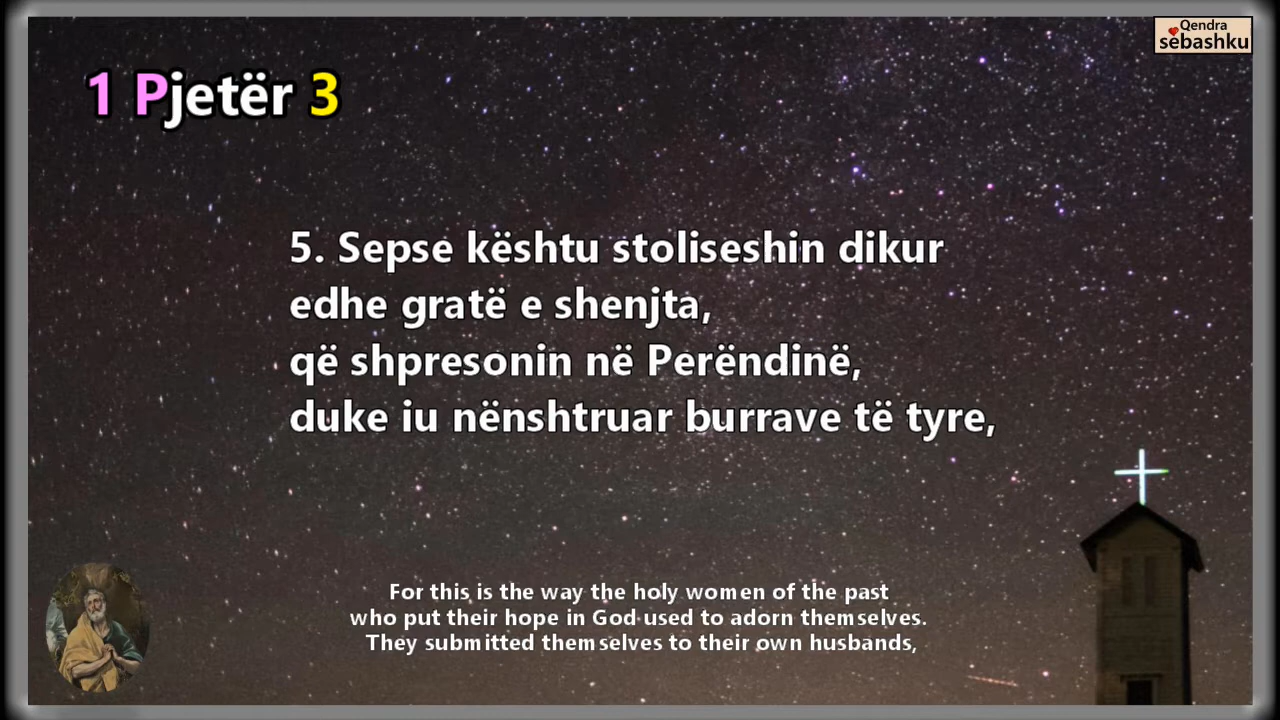 Qendra
sëbashku
1 Pjetër 3
5. Sepse kështu stoliseshin dikur
edhe gratë e shenjta,
që shpresonin në Perëndinë,
duke iu nënshtruar burrave të tyre,
For this is the way the holy women of the past
who put their hope in God used to adorn themselves.
They submitted themselves to their own husbands,